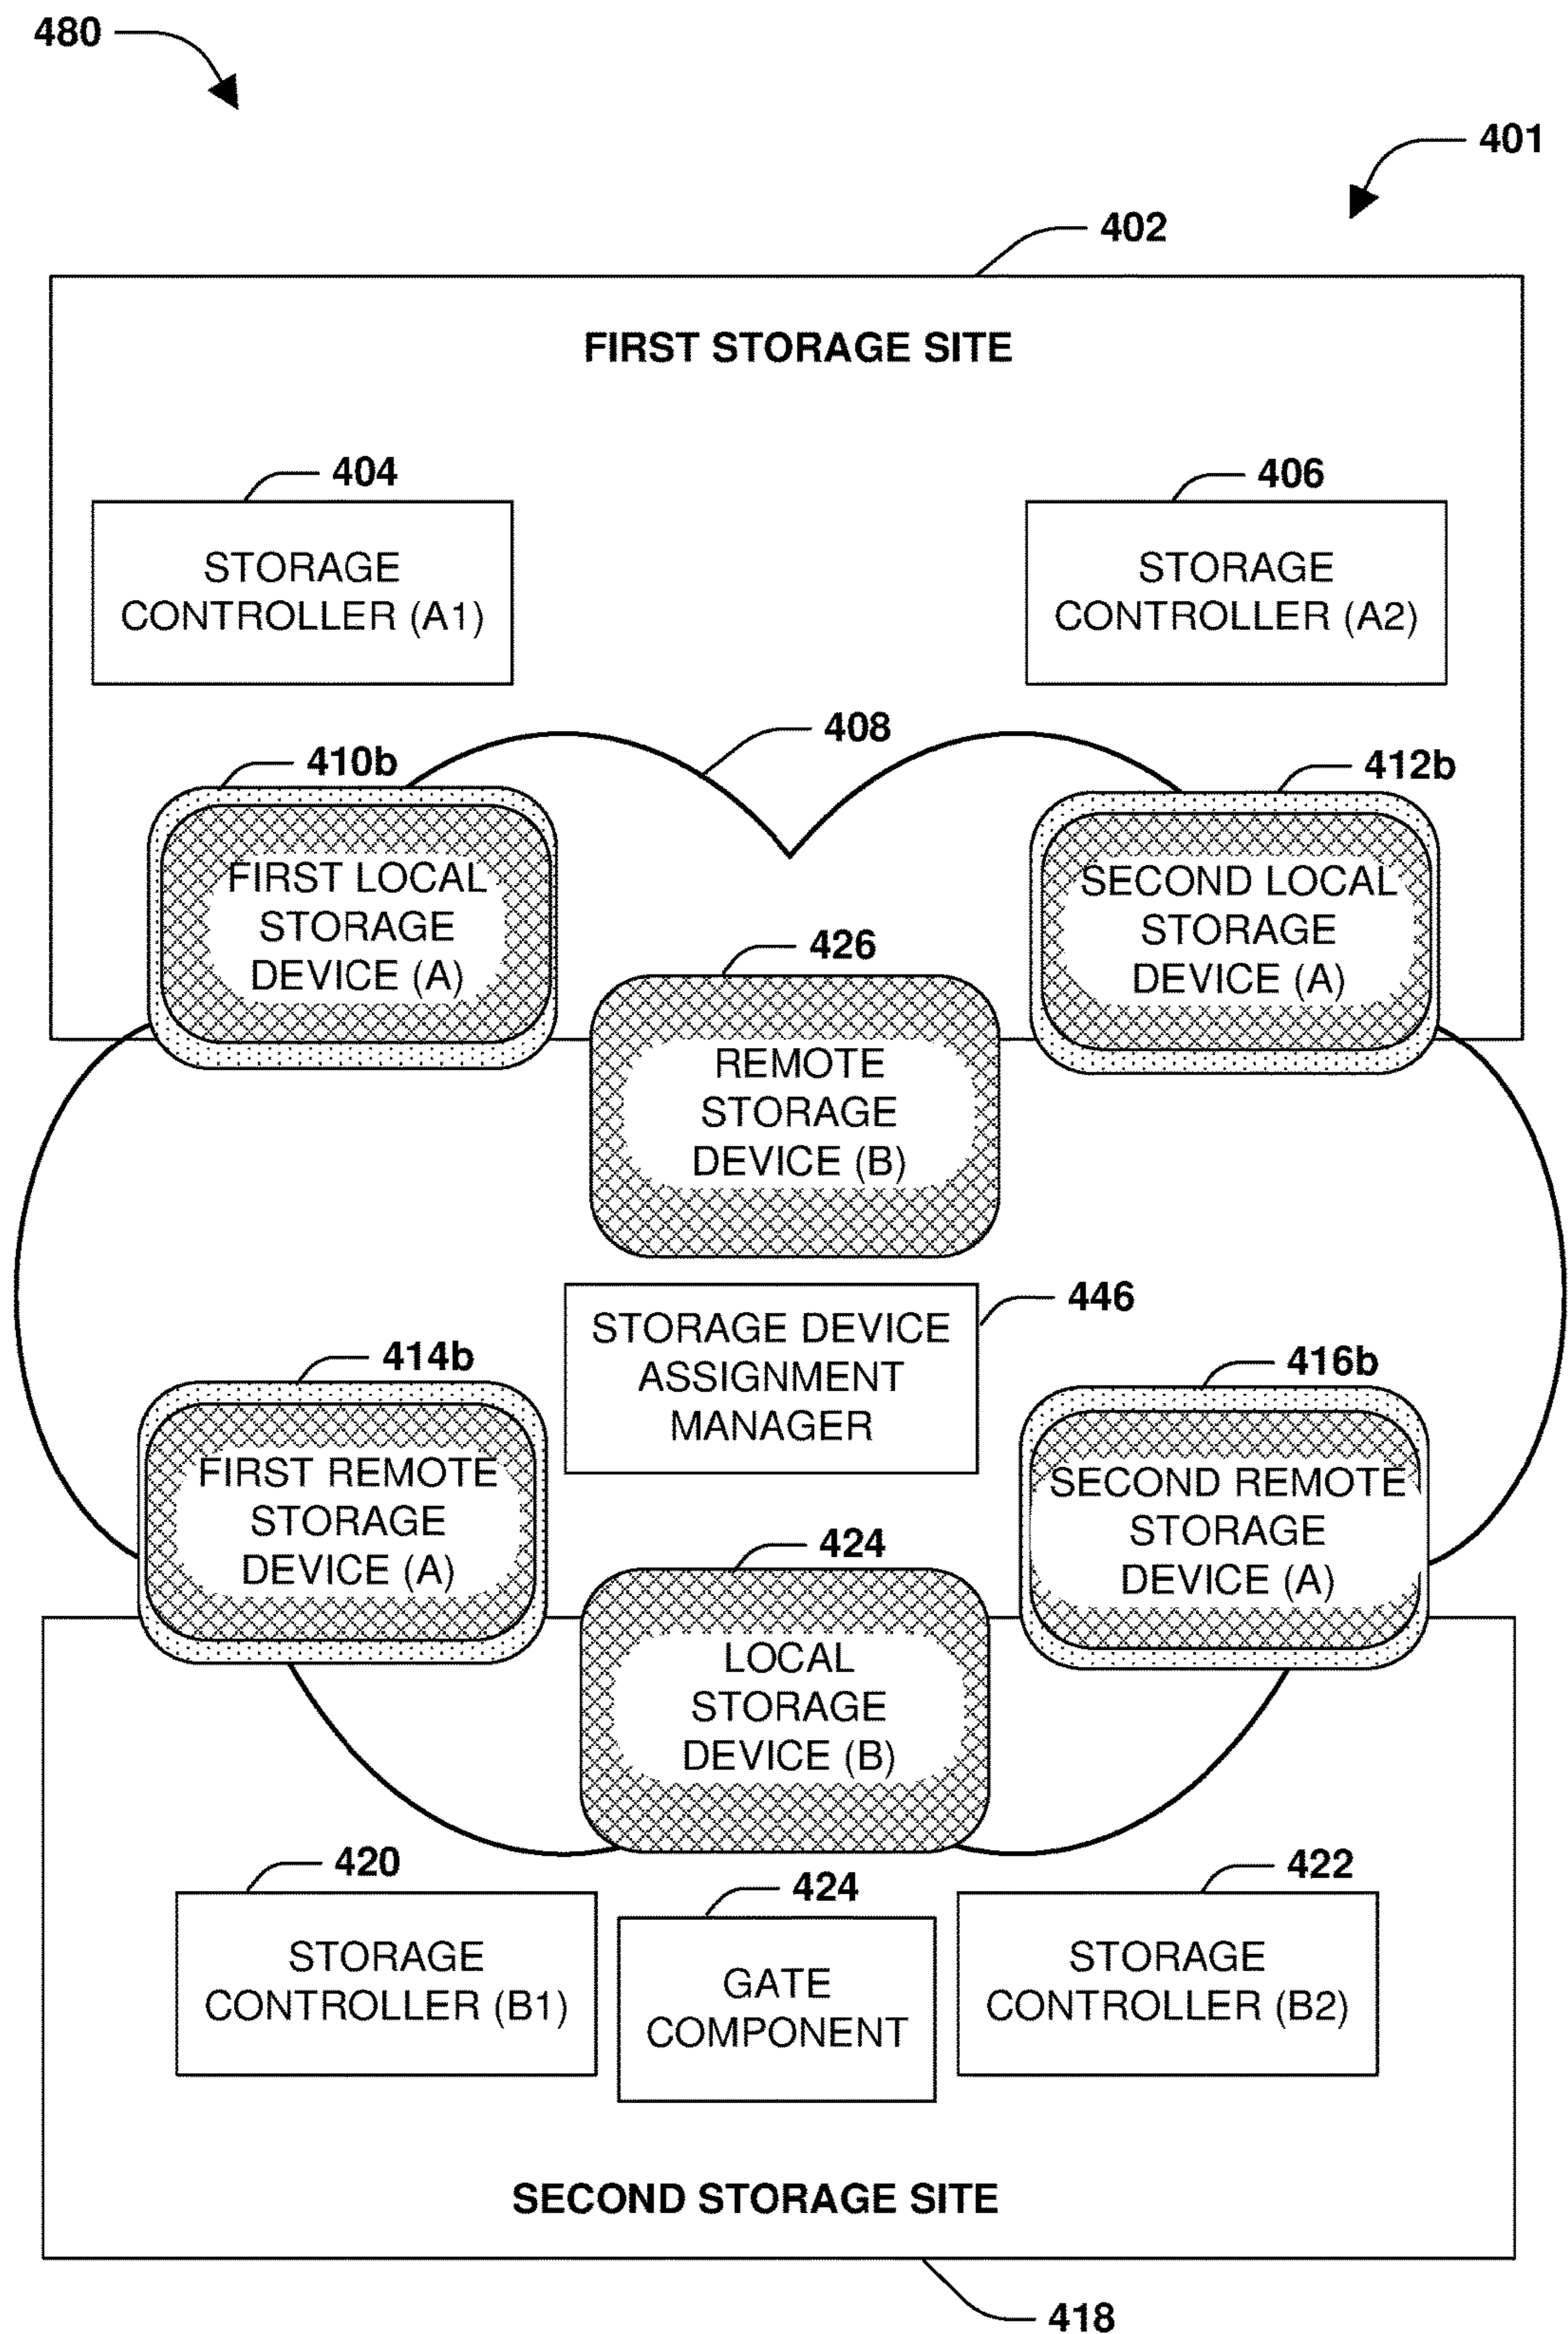 480
401
402
FIRST STORAGE SITE
404
406
STORAGE
CONTROLLER (A1)
STORAGE
CONTROLLER (A2)
408
410b
412b
FIRST LOCAL
STORAGE
DEVICE (A)
SECOND LOCAL
STORAGE
DEVICE (A)
426
REMOTE
STORAGE
DEVICE (B)
446
STORAGE DEVICE
ASSIGNMENT
MANAGER
414b
416b
FIRST REMOTE
STORAGE
DEVICE (A)
SECOND REMOTE
STORAGE
DEVICE (A)
424
LOCAL
STORAGE
DEVICE (B)
420
424
422
STORAGE
CONTROLLER (B1)
GATE
COMPONENT
STORAGE
CONTROLLER (B2)
SECOND STORAGE SITE
418